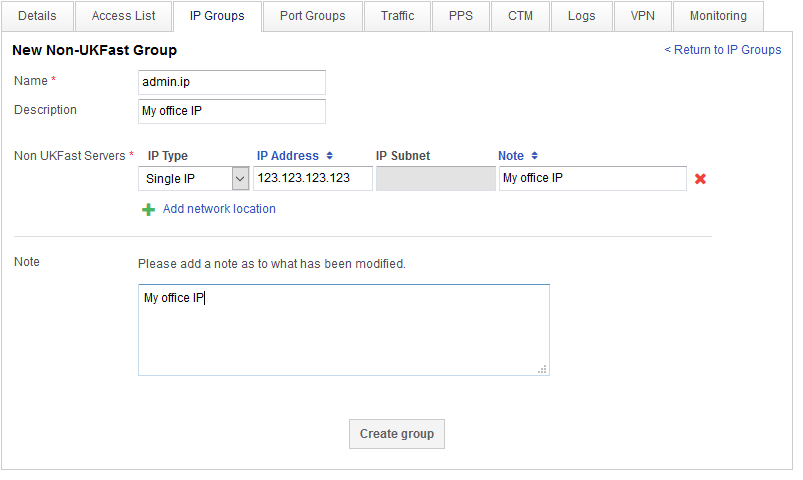 Details Access List IP Groups Port Groups Traffic PPS CTM Logs VPN Monitoring
New Non-UKFast Group < Return to IP Groups
Name * admin.ip
Description My office IP
Non UKFast Servers * IP Type IP Address IP Subnet Note
Single IP 123.123.123.123 My office IP
Add network location
Note Please add a note as to what has been modified.
My office IP
Create group